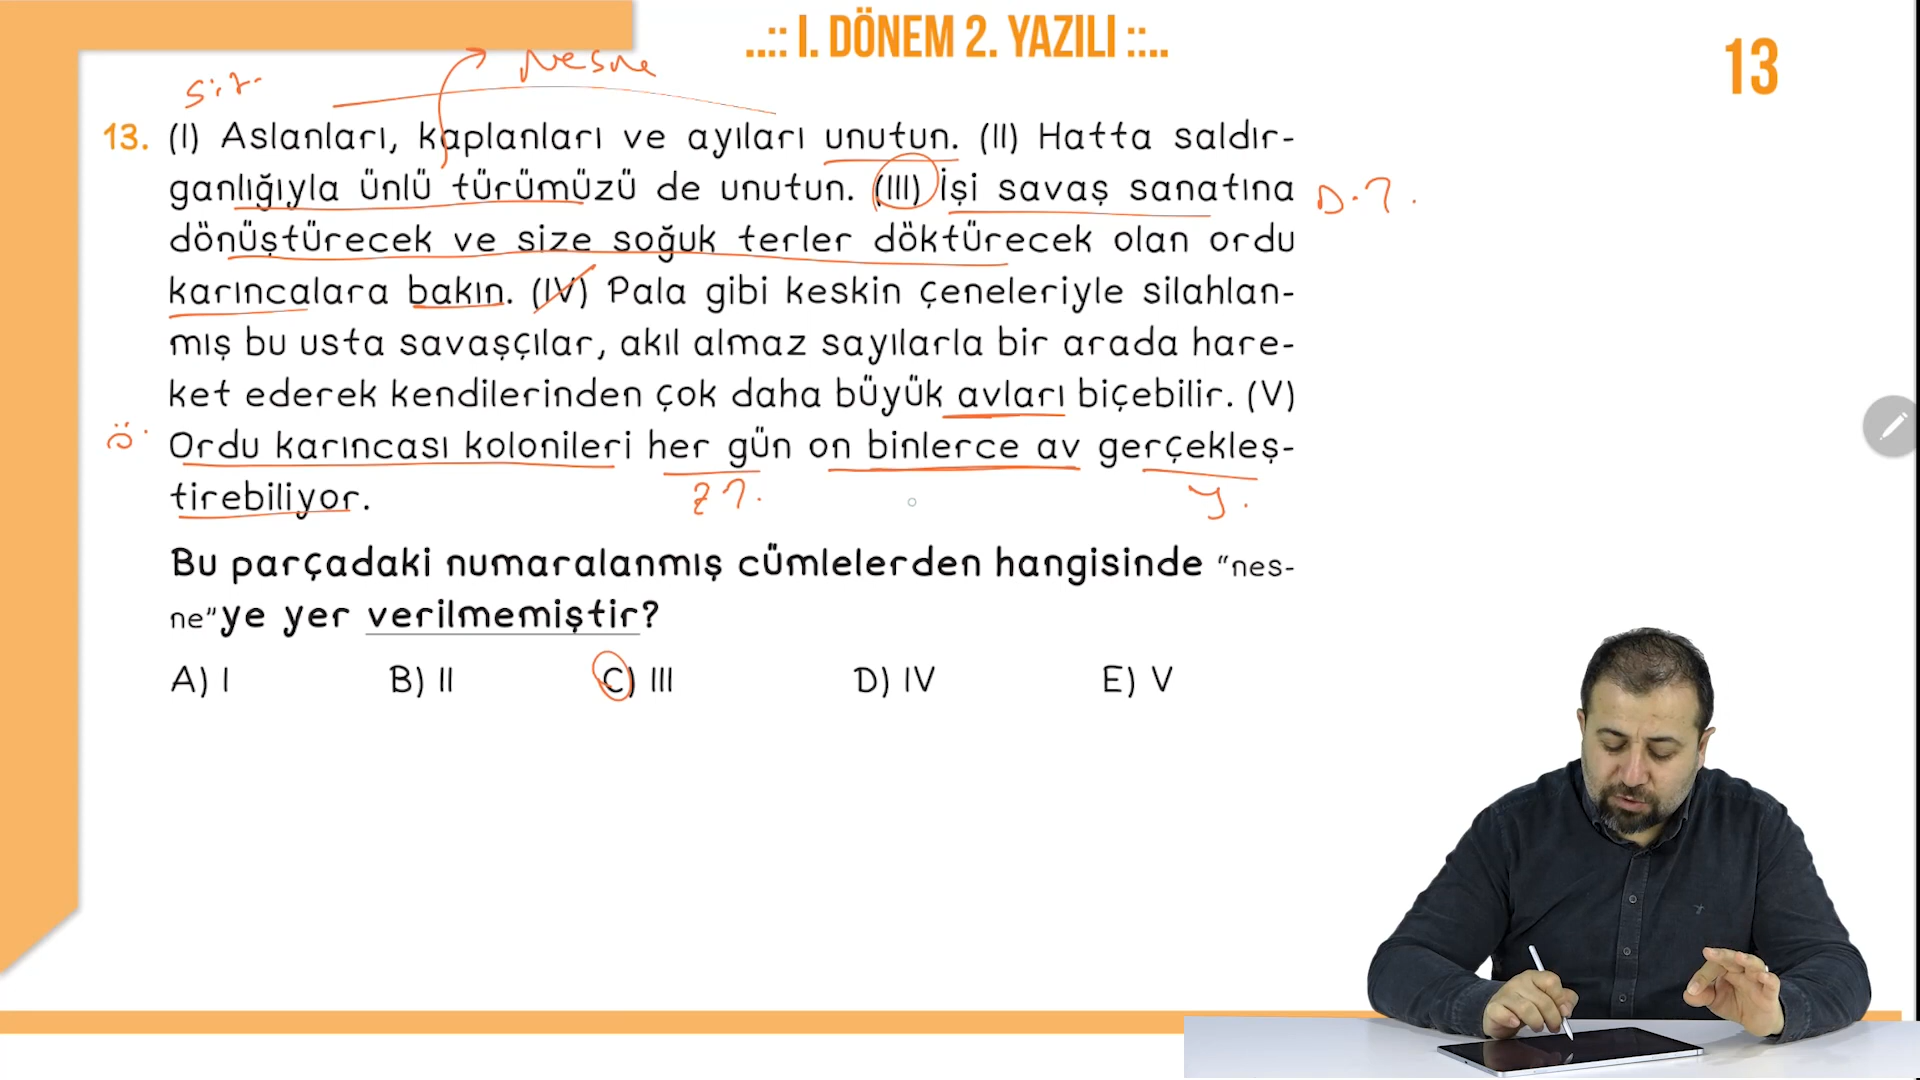 ..:: I. DÖNEM 2. YAZILI ::..
13
Nesne
13. (I) Aslanları, kaplanları ve ayıları unutun. (II) Hatta saldır-
ganlığıyla ünlü türümüzü de unutun. (III) İşi savaş sanatına
D.T.
dönüştürecek ve size soğuk terler döktürecek olan ordu
karıncalara bakın. (IV) Pala gibi keskin çeneleriyle silahlan-
mış bu usta savaşçılar, akıl almaz sayılarla bir arada hare-
ket ederek kendilerinden çok daha büyük avları biçebilir. (V)
Ö.
Ordu karıncası kolonileri her gün on binlerce av gerçekleş-
tirebiliyor.
ZT.
Y.
Bu parçadaki numaralanmış cümlelerden hangisinde "nes-
ne"ye yer verilmemiştir?
A) I B) II C) III D) IV E) V